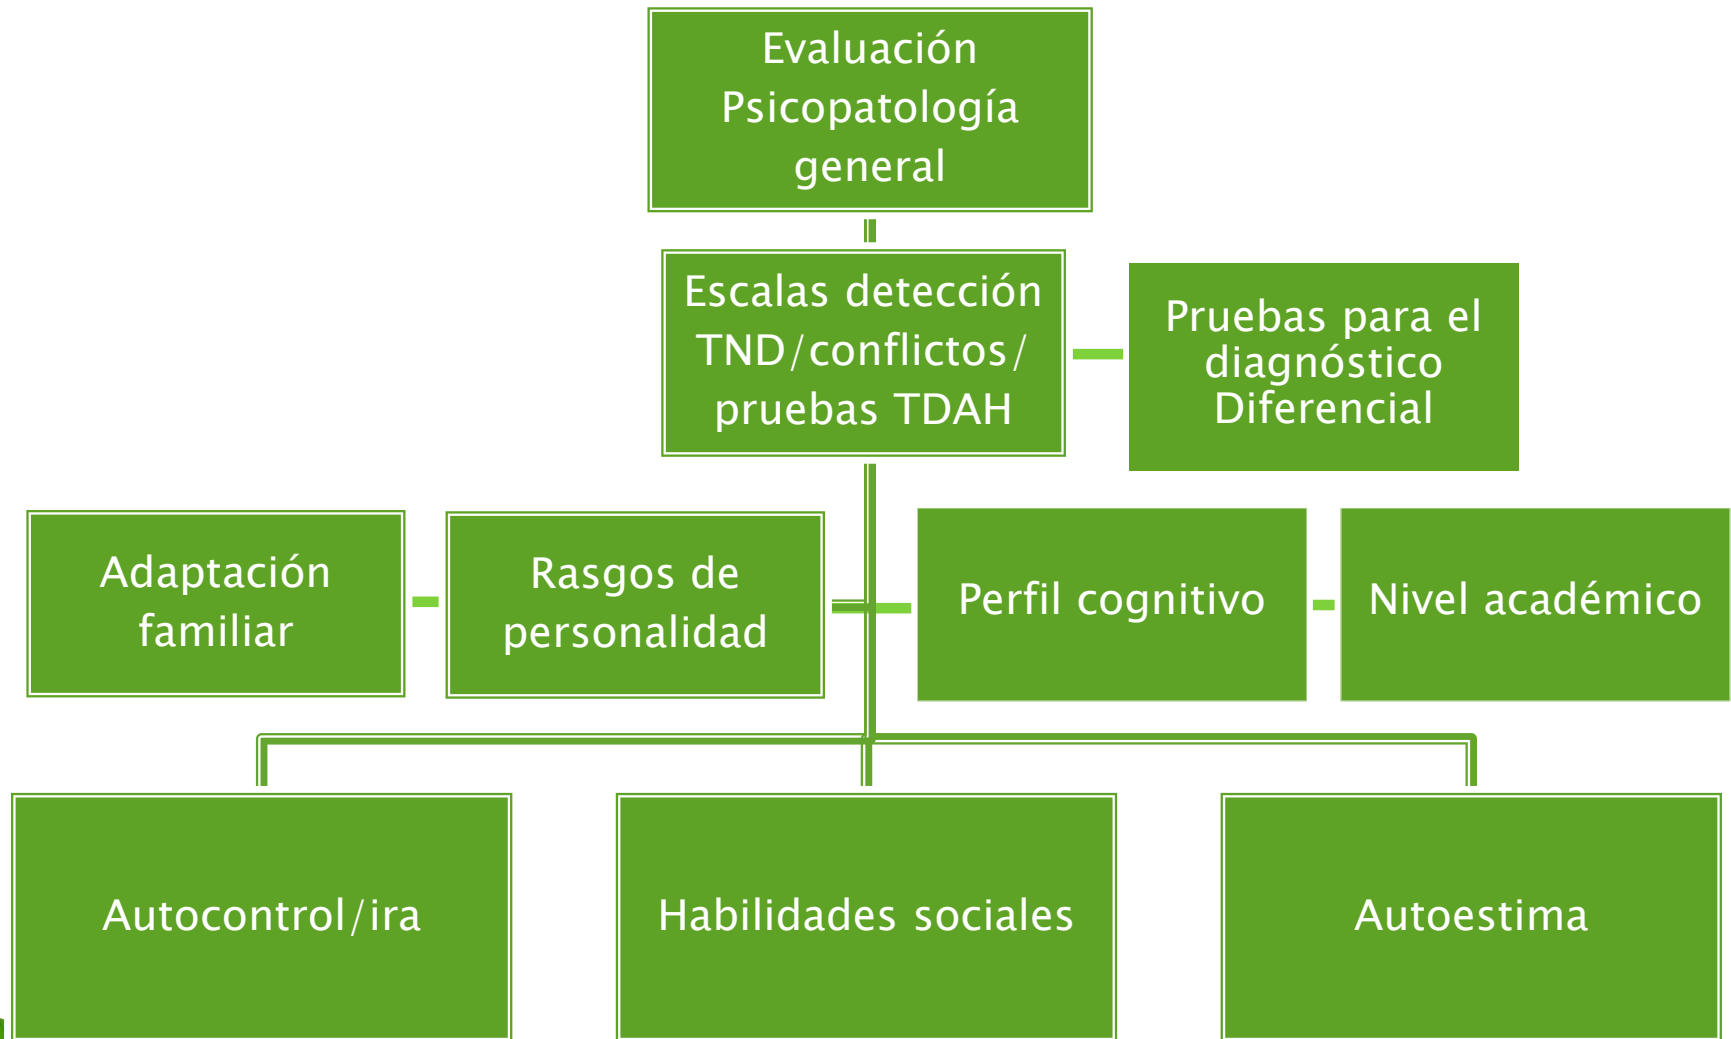 Evaluación
Psicopatología
general
Escalas detección
TND/conflictos/
pruebas TDAH
Pruebas para el
diagnóstico
Diferencial
Adaptación
familiar
Rasgos de
personalidad
Perfil cognitivo
Nivel académico
Autocontrol/ira
Habilidades sociales
Autoestima